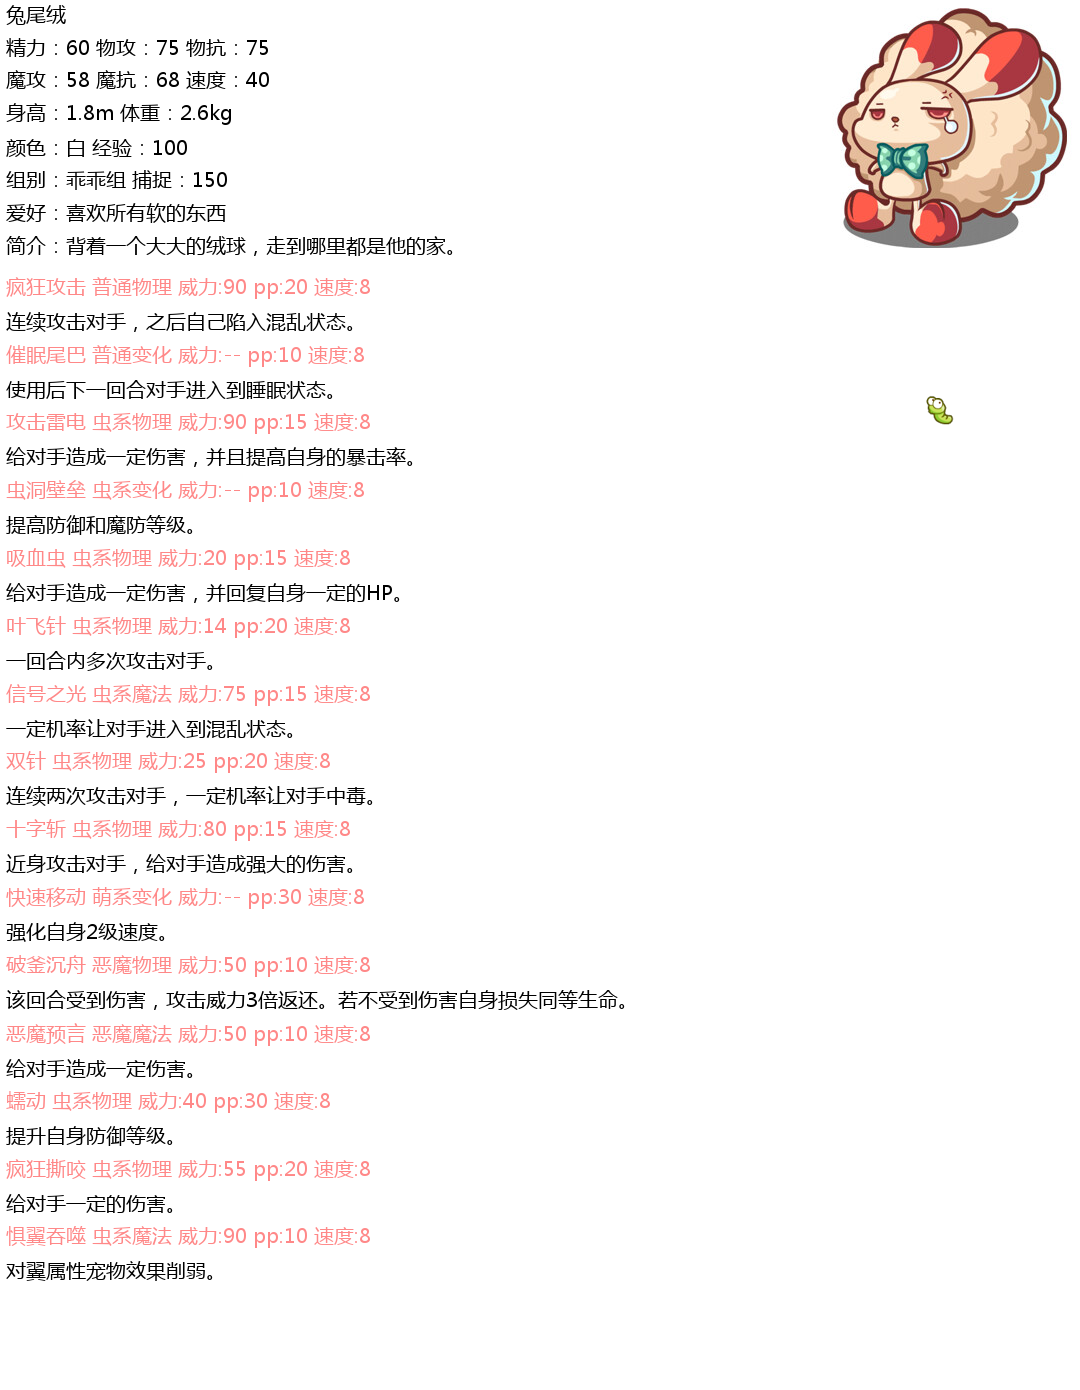 兔尾绒
精力：60 物攻：75 物抗：75
魔攻：58 魔抗：68 速度：40
身高：1.8m 体重：2.6kg
颜色：白 经验：100
组别：乖乖组 捕捉：150
爱好：喜欢所有软的东西
简介：背着一个大大的绒球，走到哪里都是他的家。
疯狂攻击 普通物理 威力:90 pp:20 速度:8
连续攻击对手，之后自己陷入混乱状态。
催眠尾巴 普通变化 威力:-- pp:10 速度:8
使用后下一回合对手进入到睡眠状态。
攻击雷电 虫系物理 威力:90 pp:15 速度:8
给对手造成一定伤害，并且提高自身的暴击率。
虫洞壁垒 虫系变化 威力:-- pp:10 速度:8
提高防御和魔防等级。
吸血虫 虫系物理 威力:20 pp:15 速度:8
给对手造成一定伤害，并回复自身一定的HP。
叶飞针 虫系物理 威力:14 pp:20 速度:8
一回合内多次攻击对手。
信号之光 虫系魔法 威力:75 pp:15 速度:8
一定机率让对手进入到混乱状态。
双针 虫系物理 威力:25 pp:20 速度:8
连续两次攻击对手，一定机率让对手中毒。
十字斩 虫系物理 威力:80 pp:15 速度:8
近身攻击对手，给对手造成强大的伤害。
快速移动 萌系变化 威力:-- pp:30 速度:8
强化自身2级速度。
破釜沉舟 恶魔物理 威力:50 pp:10 速度:8
该回合受到伤害，攻击威力3倍返还。若不受到伤害自身损失同等生命。
恶魔预言 恶魔魔法 威力:50 pp:10 速度:8
给对手造成一定伤害。
蠕动 虫系物理 威力:40 pp:30 速度:8
提升自身防御等级。
疯狂撕咬 虫系物理 威力:55 pp:20 速度:8
给对手一定的伤害。
惧翼吞噬 虫系魔法 威力:90 pp:10 速度:8
对翼属性宠物效果削弱。